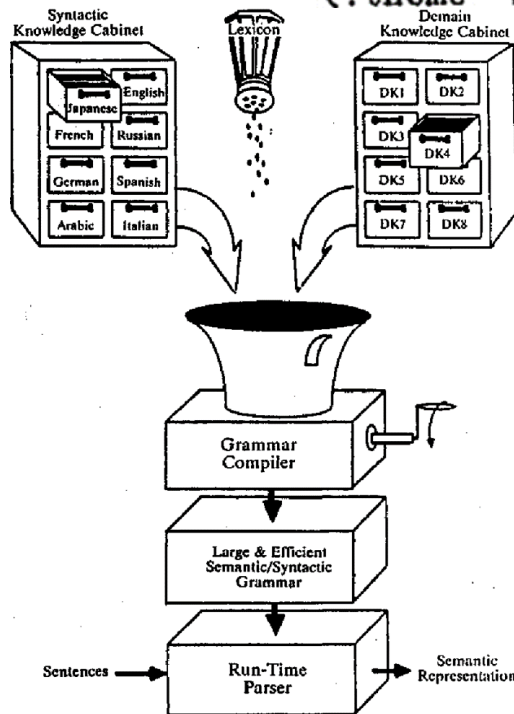 Syntactic
Knowledge Cabinet
Lexicon
Domain
Knowledge Cabinet
English
Japanese
French
Russian
German
Spanish
Arabic
Italian
DK1
DK2
DK3
DK4
DK5
DK6
DK7
DK8
Grammar
Compiler
Large & Efficient
Semantic/Syntactic
Grammar
Sentences
Run-Time
Parser
Semantic
Representation